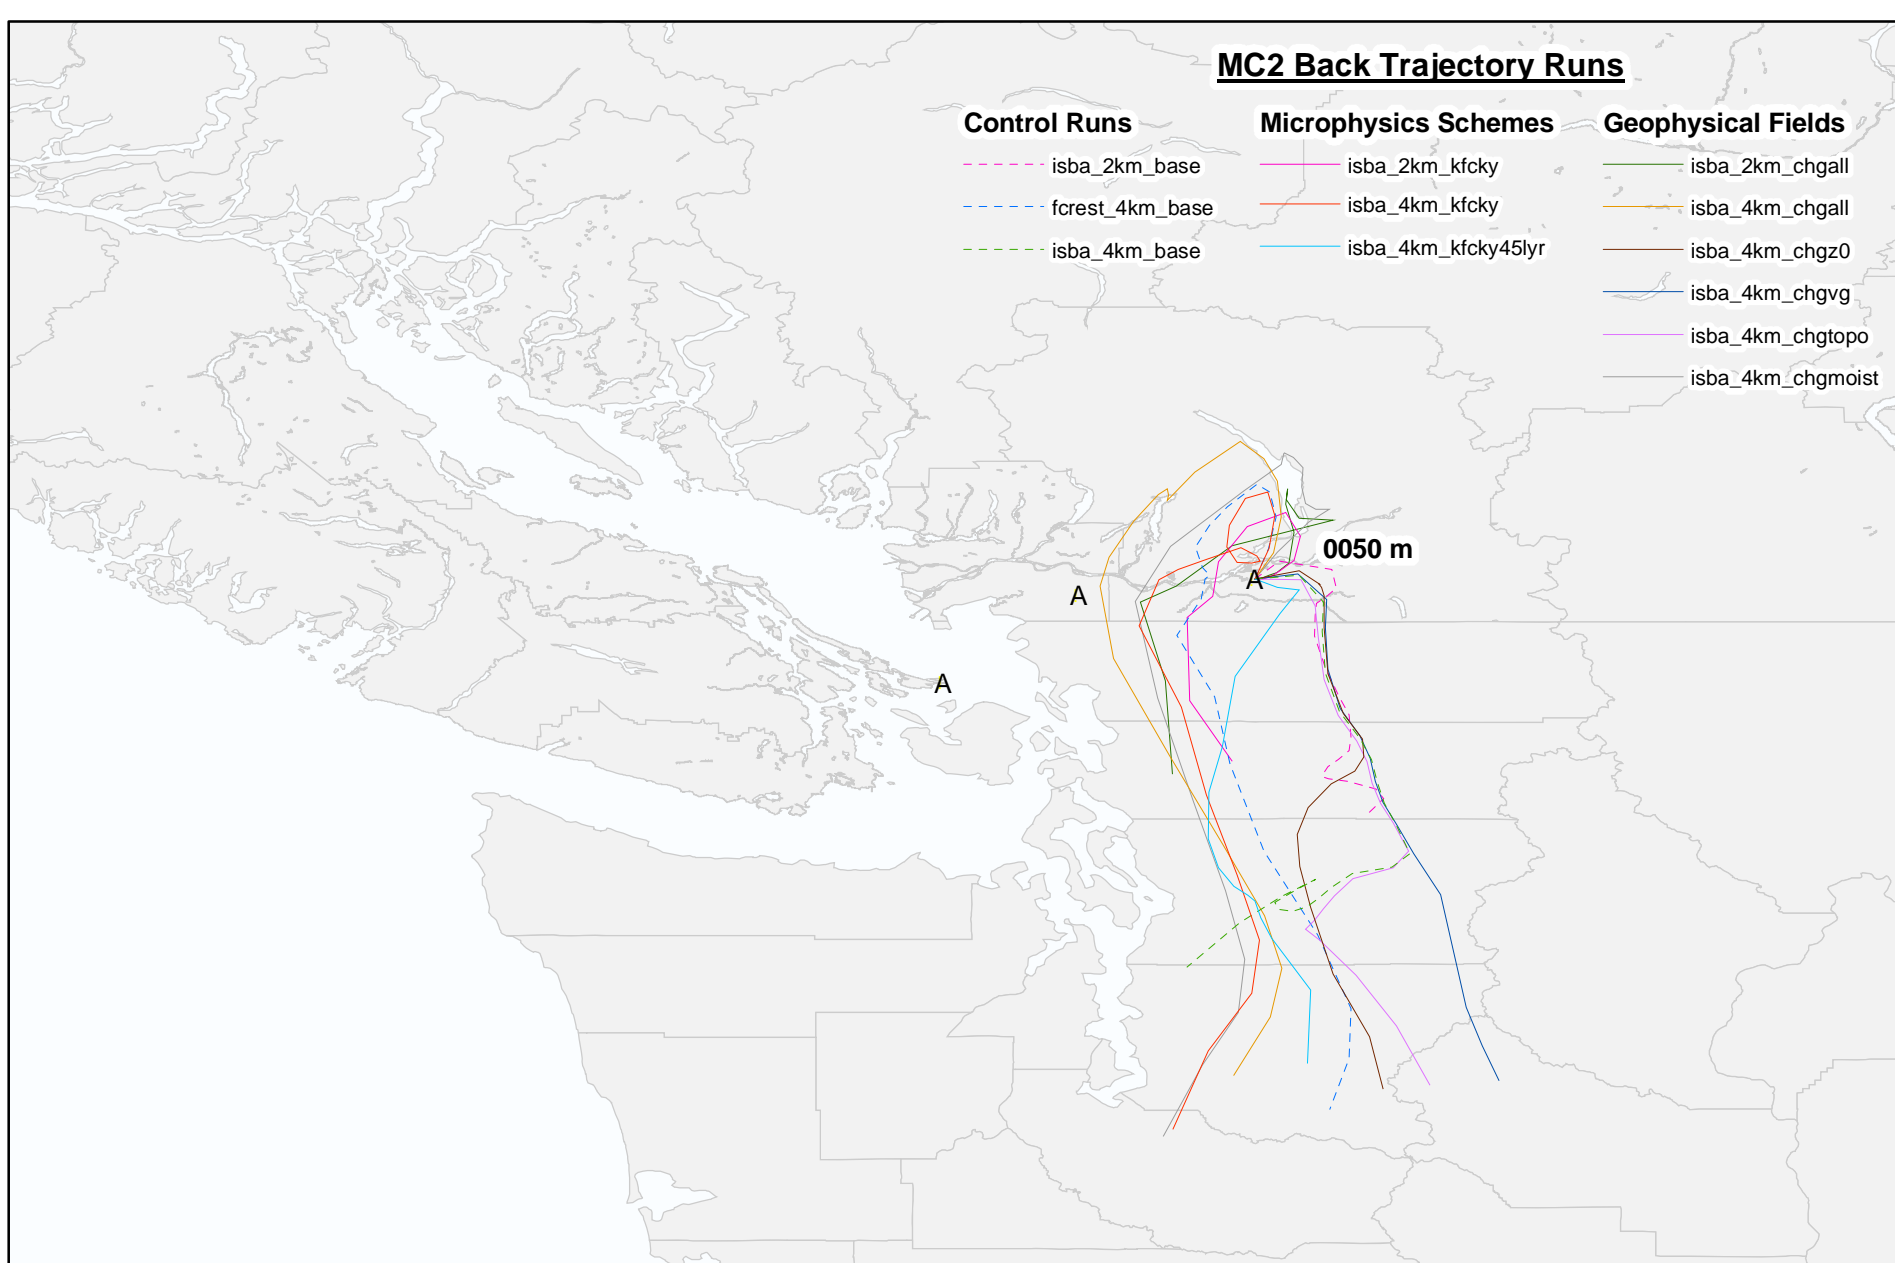 MC2 Back Trajectory Runs
Control Runs
isba_2km_base
fcrest_4km_base
isba_4km_base
Microphysics Schemes
isba_2km_kfcky
isba_4km_kfcky
isba_4km_kfcky45lyr
Geophysical Fields
isba_2km_chgall
isba_4km_chgall
isba_4km_chgz0
isba_4km_chgvg
isba_4km_chgtopo
isba_4km_chgmoist
0050 m
A
A
A